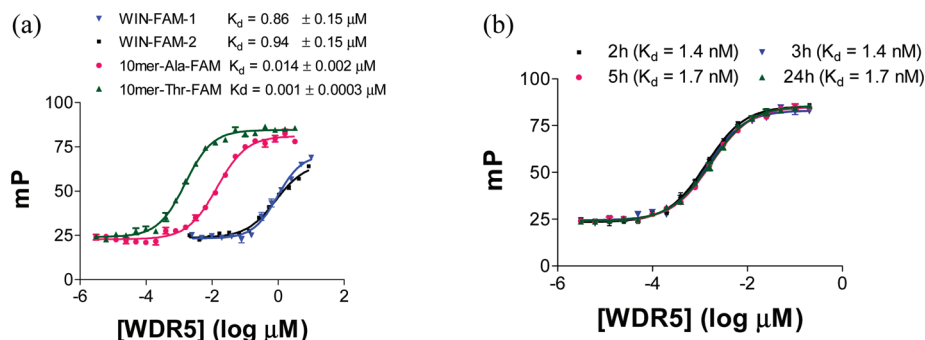 (a)
WIN-FAM-1 K_d = 0.86 ± 0.15 μM
WIN-FAM-2 K_d = 0.94 ± 0.15 μM
10mer-Ala-FAM K_d = 0.014 ± 0.002 μM
10mer-Thr-FAM Kd = 0.001 ± 0.0003 μM
100
75
50
25
0
mP
-6 -4 -2 0 2
[WDR5] (log μM)
(b)
2h (K_d = 1.4 nM) 3h (K_d = 1.4 nM)
5h (K_d = 1.7 nM) 24h (K_d = 1.7 nM)
100
75
50
25
0
mP
-6 -4 -2 0
[WDR5] (log μM)